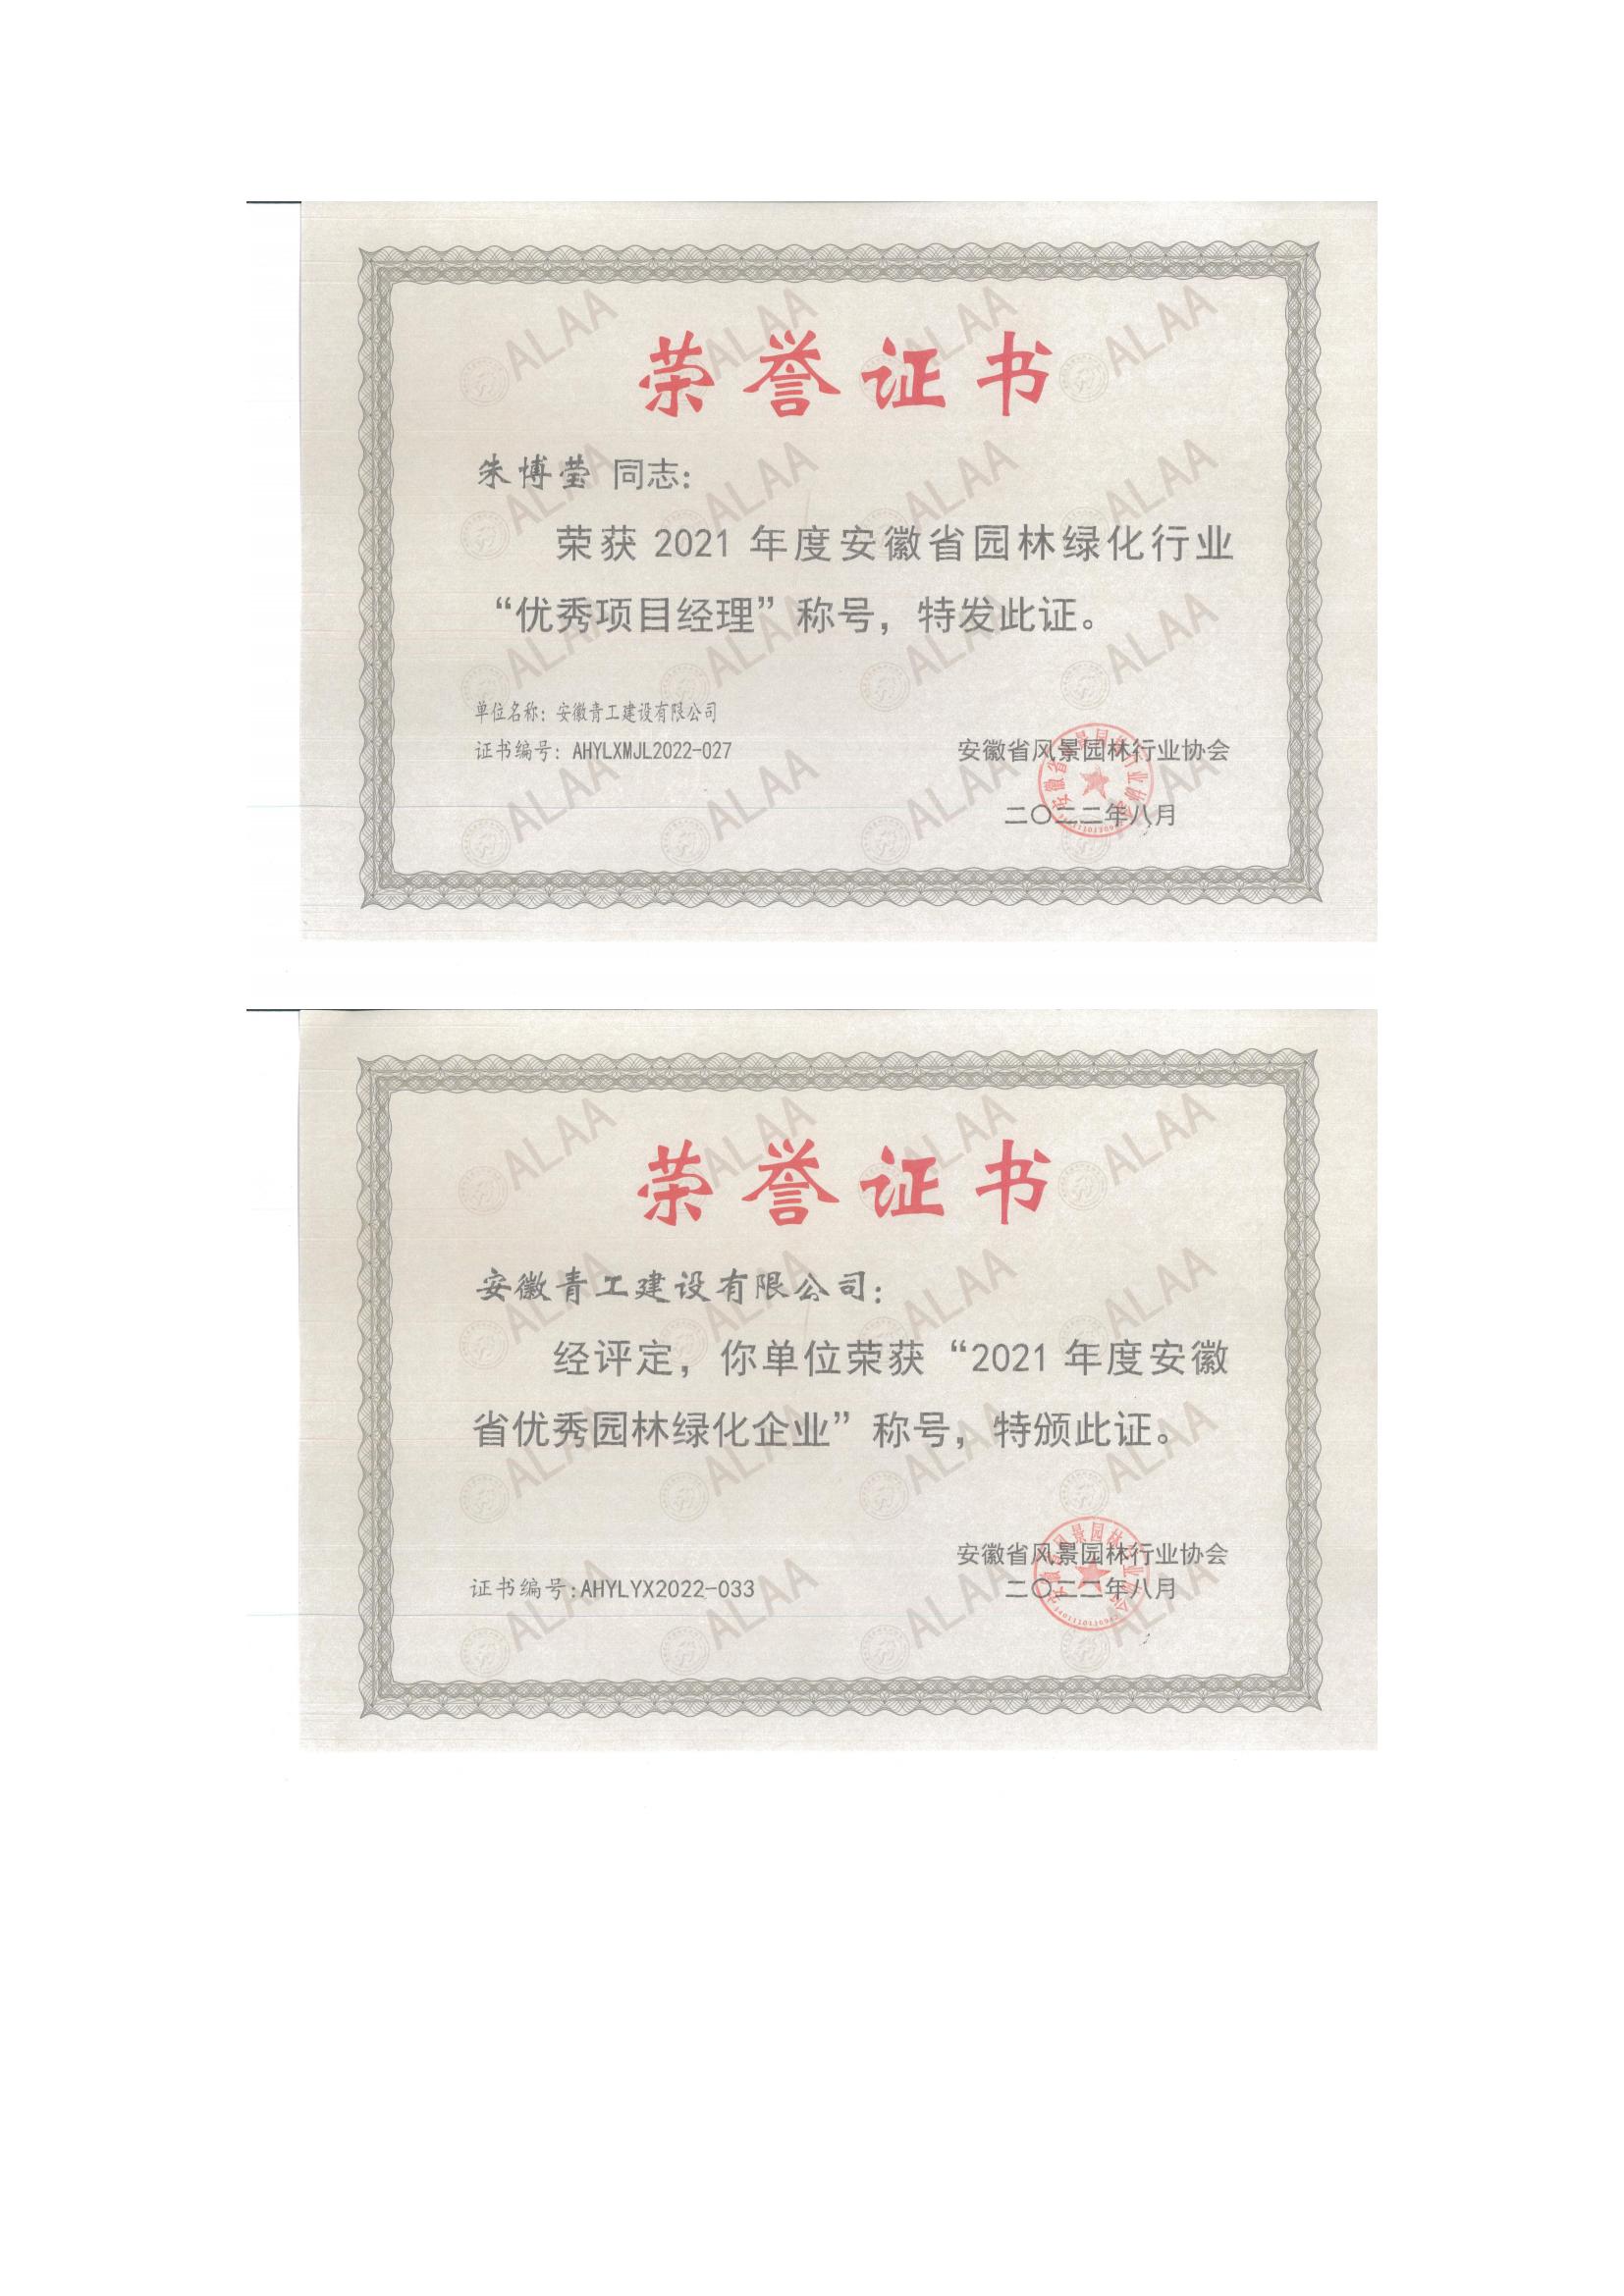 荣誉证书
朱博莹 同志：
荣获 2021 年度安徽省园林绿化行业
“优秀项目经理”称号，特发此证。
单位名称：安徽青工建设有限公司
证书编号：AHYLXMJL2022-027
安徽省风景园林行业协会
二〇二二年八月
荣誉证书
安徽青工建设有限公司：
经评定，你单位荣获“2021 年度安徽
省优秀园林绿化企业”称号，特颁此证。
安徽省风景园林行业协会
证书编号:AHYLYX2022-033
二〇二二年八月